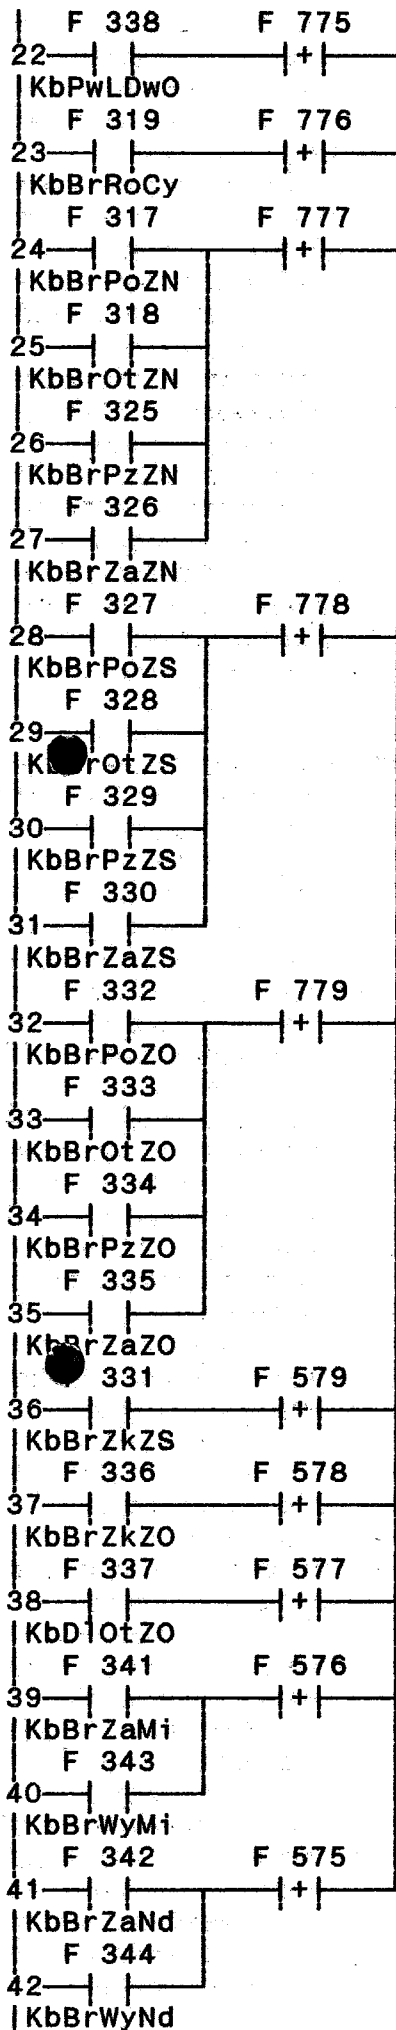 F 338 F 775
22 +
KbPwLDwO
F 319 F 776
23 +
KbBrRoCy
F 317 F 777
24 +
KbBrPoZN
F 318
25
KbBrOtZN
F 325
26
KbBrPzZN
F 326
27
KbBrZaZN
F 327 F 778
28 +
KbBrPoZS
F 328
29
rOtZS
F 329
30
KbBrPzZS
F 330
31
KbBrZaZS
F 332 F 779
32 +
KbBrPoZO
F 333
33
KbBrOtZO
F 334
34
KbBrPzZO
F 335
35
KbBrZaZO
331 F 579
36 +
KbBrZkZS
F 336 F 578
37 +
KbBrZkZO
F 337 F 577
38 +
KbDlOtZO
F 341 F 576
39 +
KbBrZaMi
F 343
40
KbBrWyMi
F 342 F 575
41 +
KbBrZaNd
F 344
42
KbBrWyNd